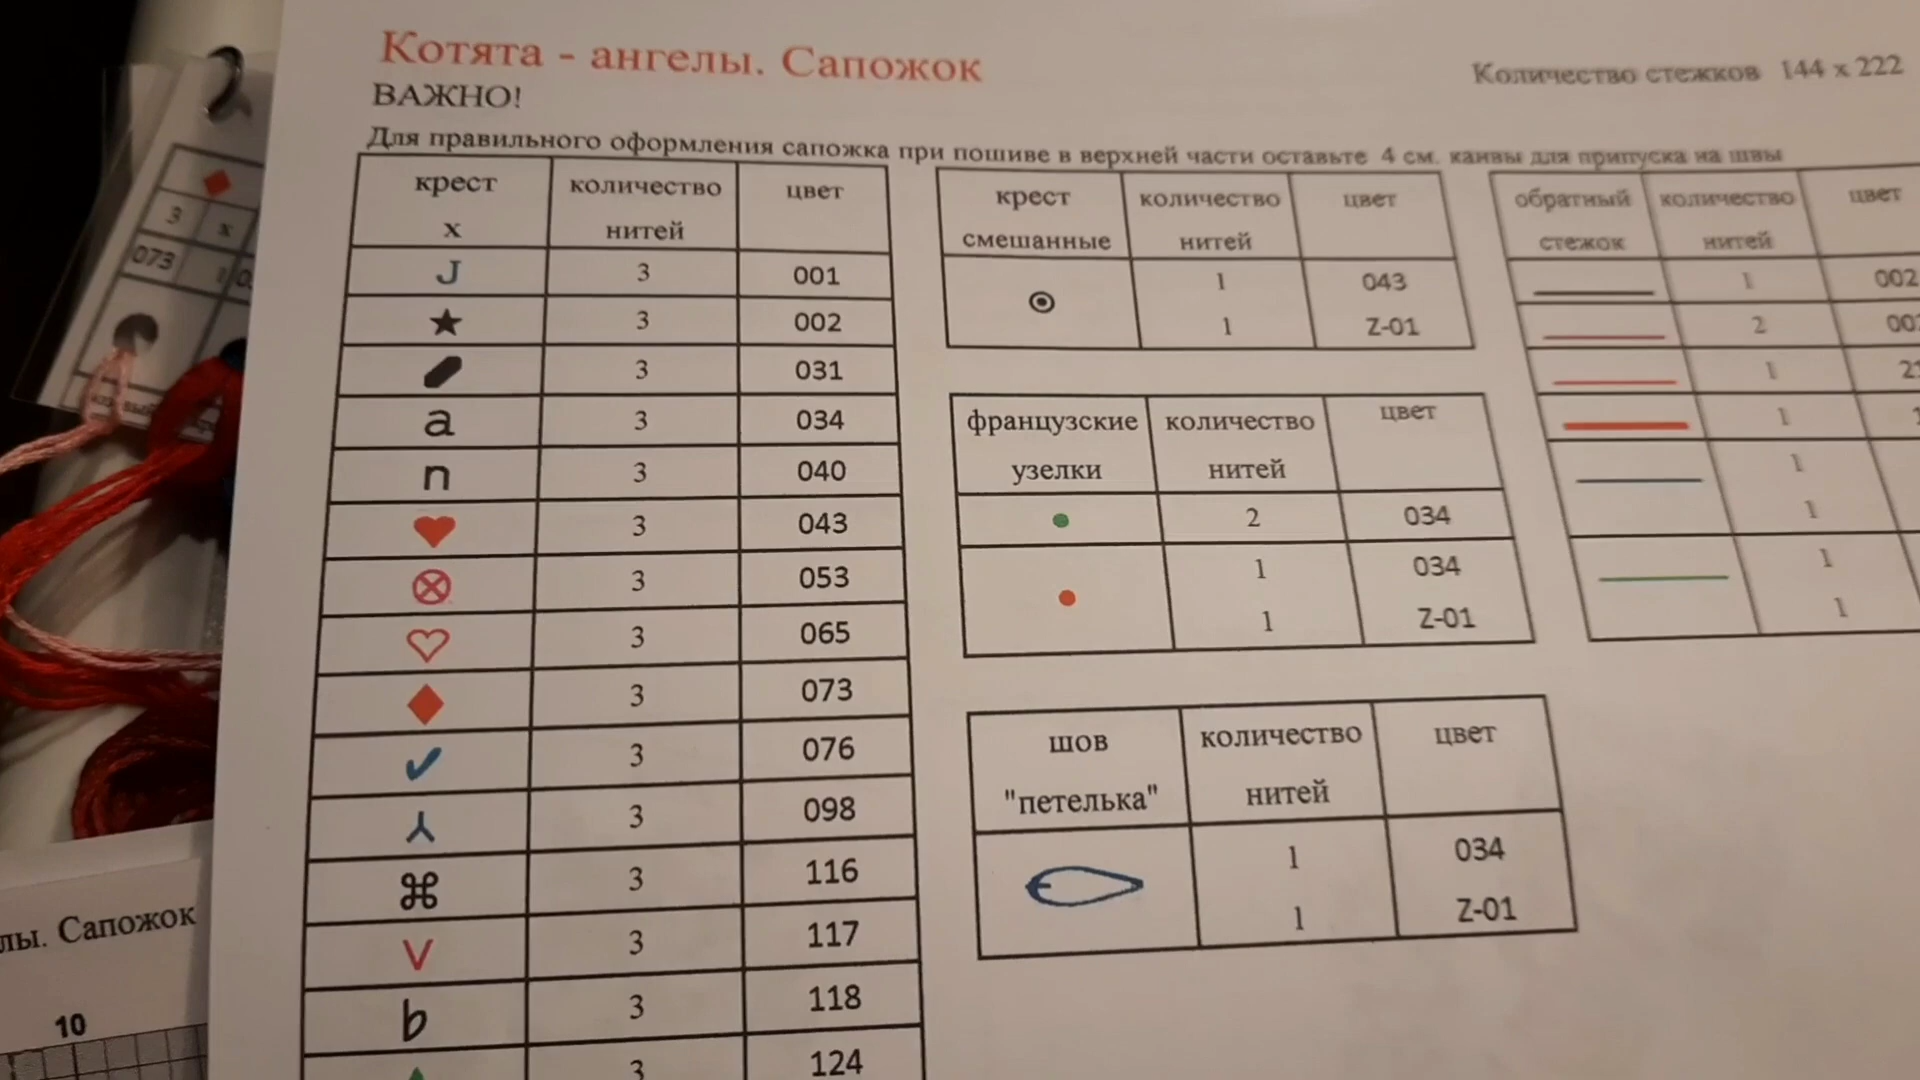 Котята - ангелы. Сапожок
Количество стежков 144 x 222
ВАЖНО!
Для правильного оформления сапожка при пошиве в верхней части оставьте 4 см. канвы для припуска на швы
крест х количество нитей цвет
J 3 001
★ 3 002
3 031
a 3 034
n 3 040
♥ 3 043
⊗ 3 053
♡ 3 065
♦ 3 073
✔ 3 076
⅄ 3 098
⌘ 3 116
V 3 117
b 3 118
3 124
крест смешанные количество нитей цвет
1 043
1 Z-01
французские узелки количество нитей цвет
2 034
1 034
1 Z-01
шов "петелька" количество нитей цвет
1 034
1 Z-01
обратный стежок количество нитей цвет
1 002
2 00
1 2
1
1
1
1
1
3 x
073 1
лы. Сапожок
10